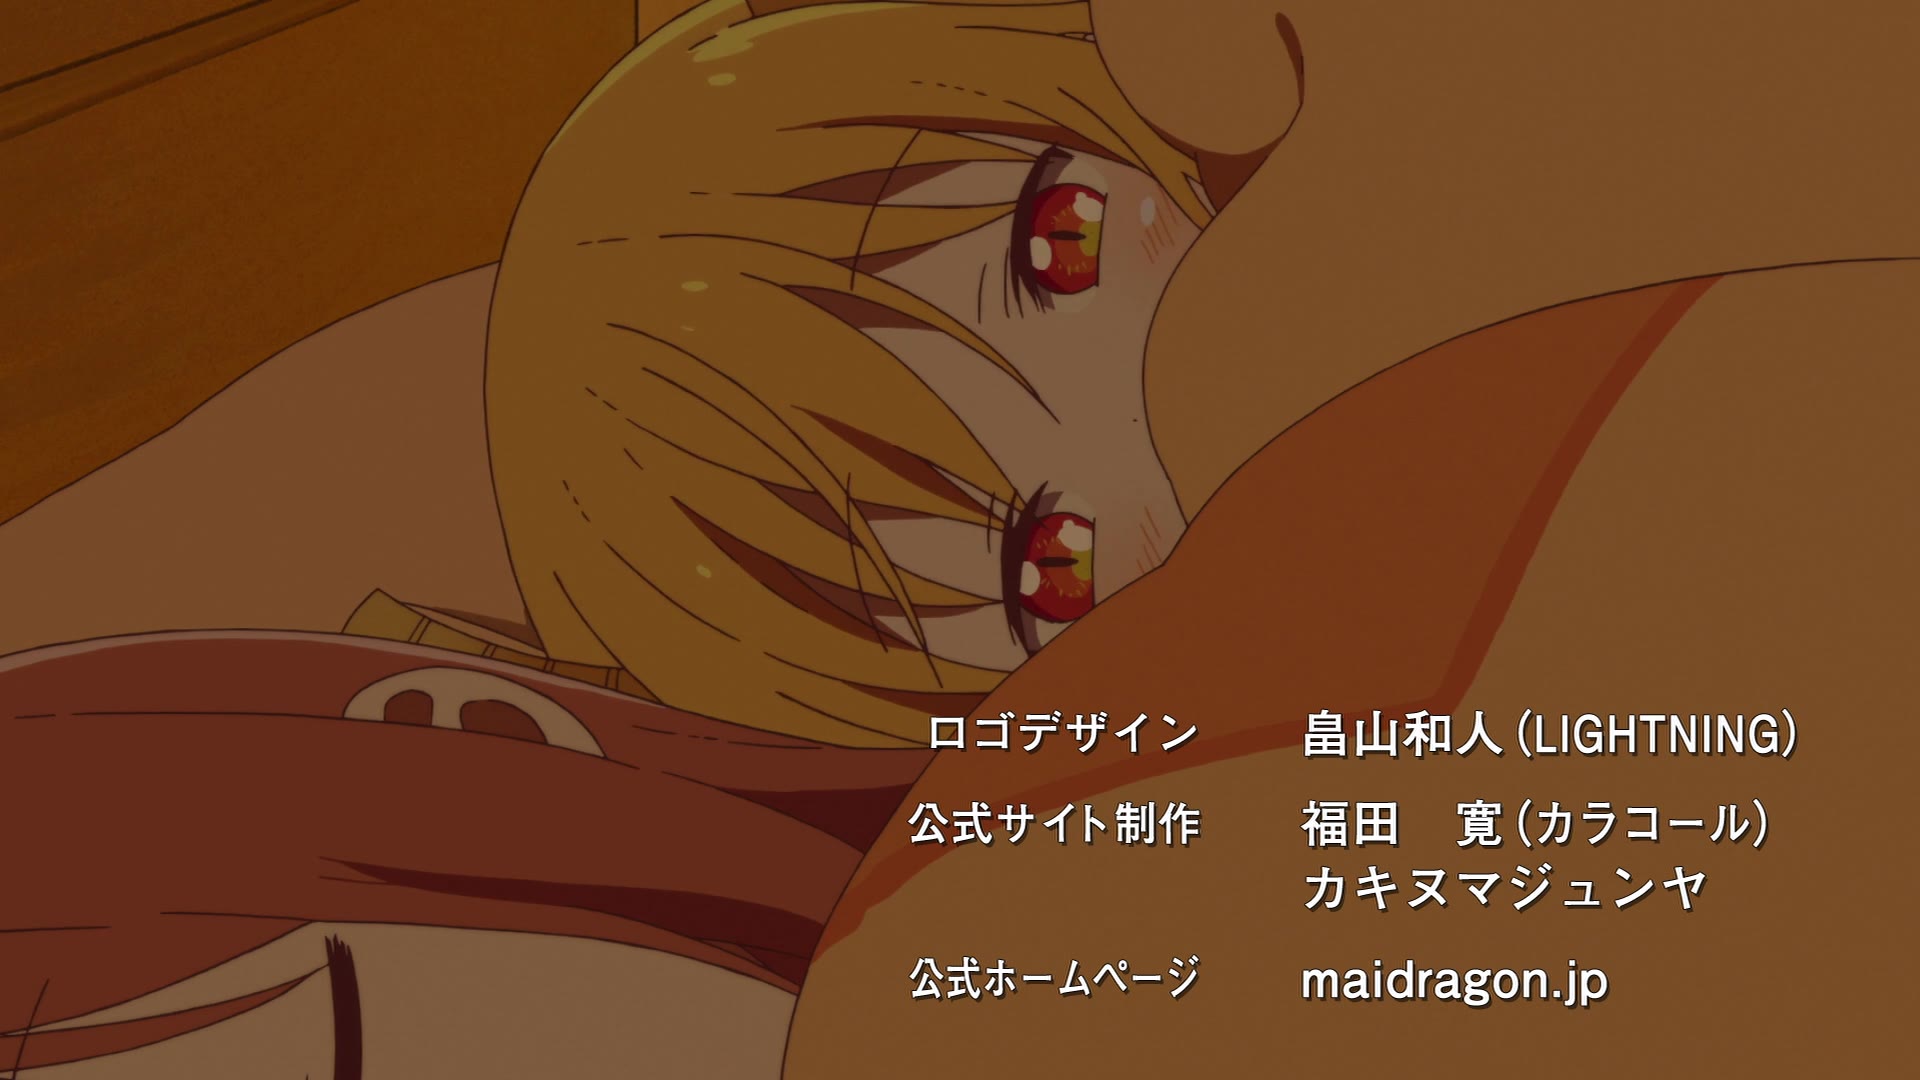 ロゴデザイン　畠山和人(LIGHTNING)
公式サイト制作　福田　寛(カラコール)
カキヌマジュンヤ
公式ホームページ　maidragon.jp